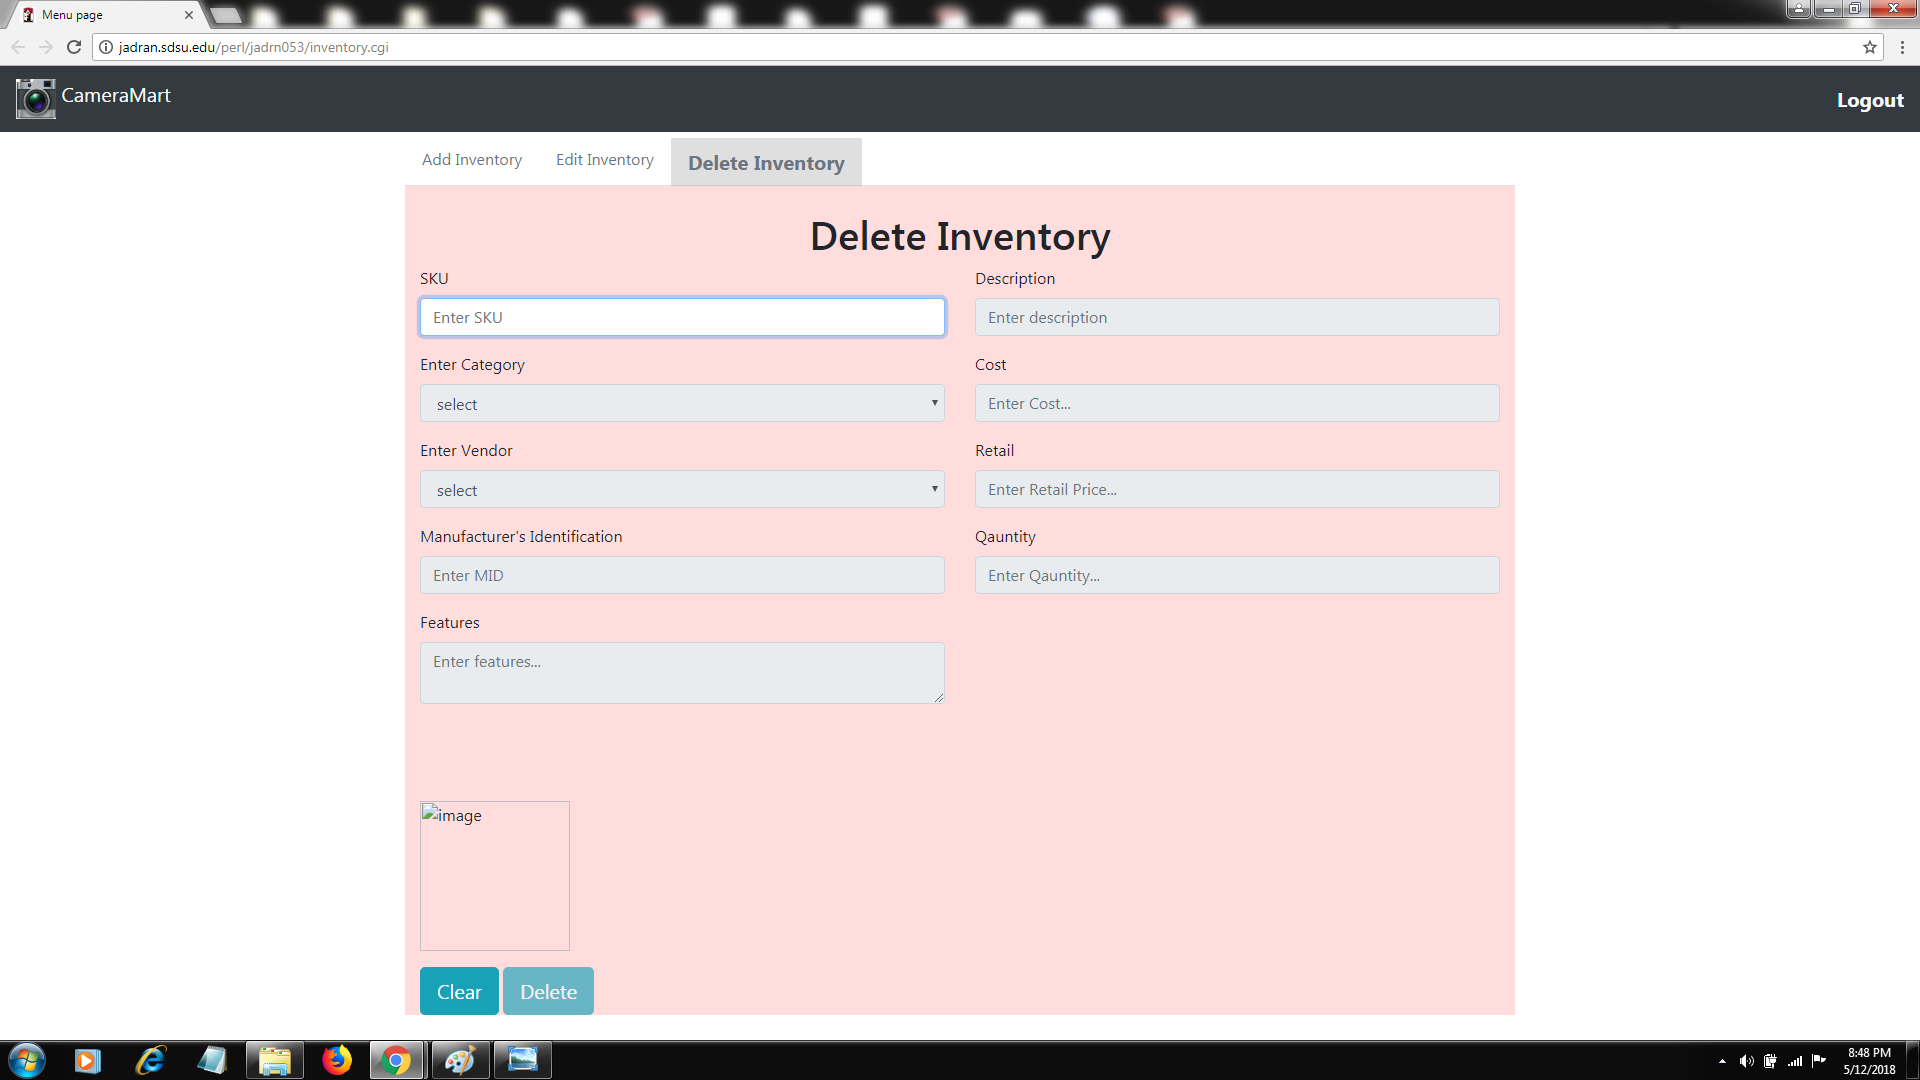 Menu page
jadran.sdsu.edu/perl/jadrn053/inventory.cgi
CameraMart
Logout
Add Inventory
Edit Inventory
Delete Inventory
Delete Inventory
SKU
Description
Enter SKU
Enter description
Enter Category
Cost
select
Enter Cost...
Enter Vendor
Retail
select
Enter Retail Price...
Manufacturer's Identification
Qauntity
Enter MID
Enter Qauntity...
Features
Enter features...
image
Clear
Delete
8:48 PM
5/12/2018